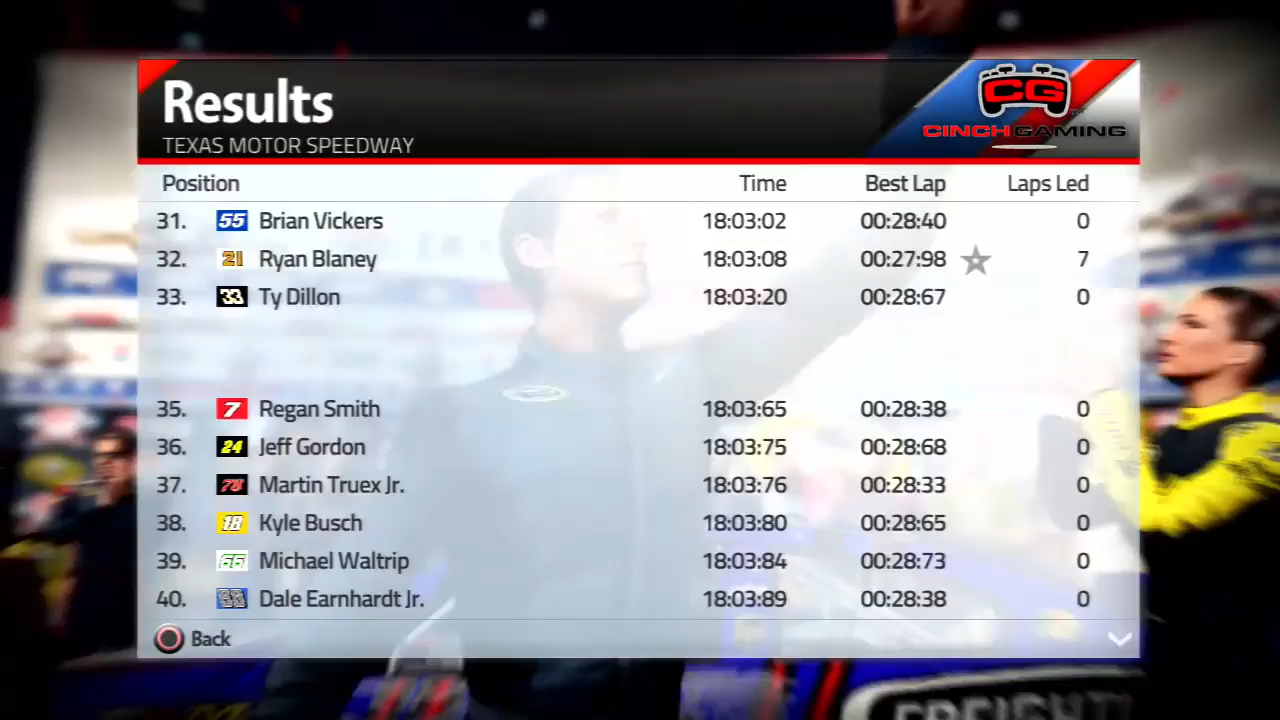 Results
TEXAS MOTOR SPEEDWAY
CG
CINCH GAMING
Position Time Best Lap Laps Led
31. 55 Brian Vickers 18:03:02 00:28:40 0
32. 21 Ryan Blaney 18:03:08 00:27:98 7
33. 33 Ty Dillon 18:03:20 00:28:67 0
35. 7 Regan Smith 18:03:65 00:28:38 0
36. 24 Jeff Gordon 18:03:75 00:28:68 0
37. 78 Martin Truex Jr. 18:03:76 00:28:33 0
38. 18 Kyle Busch 18:03:80 00:28:65 0
39. 66 Michael Waltrip 18:03:84 00:28:73 0
40. 88 Dale Earnhardt Jr. 18:03:89 00:28:38 0
Back